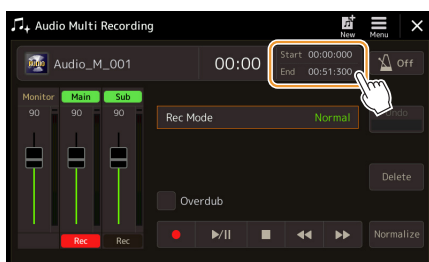 Audio Multi Recording
New
Menu
AUDIO
Audio_M_001
00:00
Start 00:00:000
End 00:51:300
Off
Monitor Main Sub
90 90 90
Rec Mode Normal
Undo
Delete
Overdub
Rec Rec
Normalize